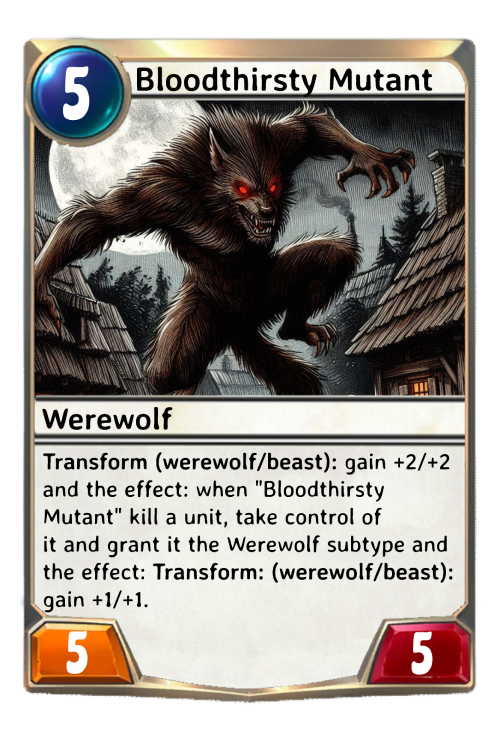 5
Bloodthirsty Mutant
Werewolf
Transform (werewolf/beast): gain +2/+2
and the effect: when "Bloodthirsty
Mutant" kill a unit, take control of
it and grant it the Werewolf subtype and
the effect: Transform: (werewolf/beast):
gain +1/+1.
5
5